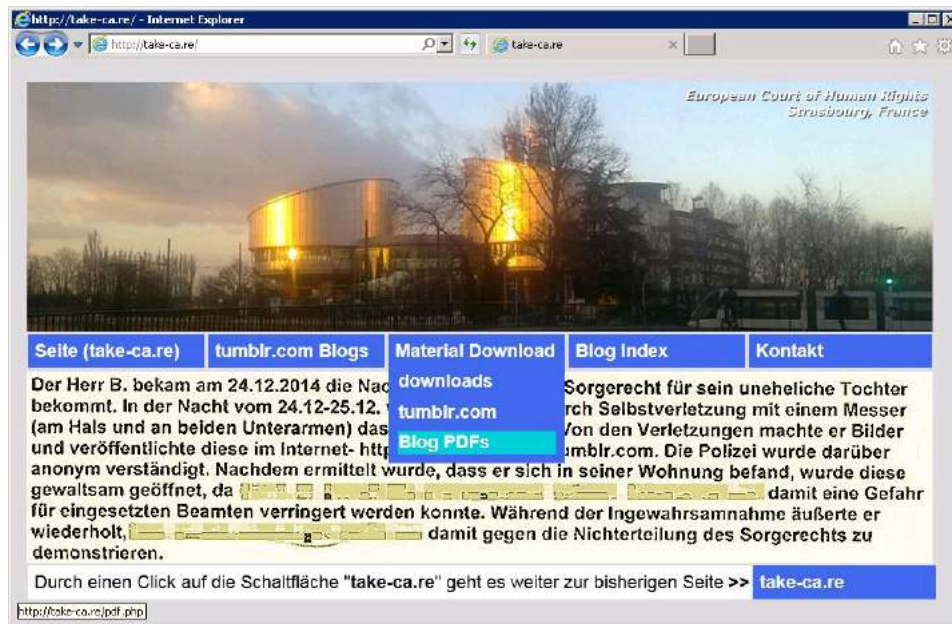 http://take-ca.re/ - Internet Explorer
http://take-ca.re/
take-ca.re
European Court of Human Rights
Strasbourg, France
Seite (take-ca.re)
tumblr.com Blogs
Material Download
Blog Index
Kontakt
downloads
tumblr.com
Blog PDFs
Der Herr B. bekam am 24.12.2014 die Nac Sorgerecht für sein uneheliche Tochter
bekommt. In der Nacht vom 24.12-25.12. rch Selbstverletzung mit einem Messer
(am Hals und an beiden Unterarmen) das Von den Verletzungen machte er Bilder
und veröffentlichte diese im Internet- http mblr.com. Die Polizei wurde darüber
anonym verständigt. Nachdem ermittelt wurde, dass er sich in seiner Wohnung befand, wurde diese
gewaltsam geöffnet, da damit eine Gefahr
für eingesetzten Beamten verringert werden konnte. Während der Ingewahrsamnahme äußerte er
wiederholt, damit gegen die Nichterteilung des Sorgerechts zu
demonstrieren.
Durch einen Click auf die Schaltfläche "take-ca.re" geht es weiter zur bisherigen Seite >> take-ca.re
http://take-ca.re/pdf.php